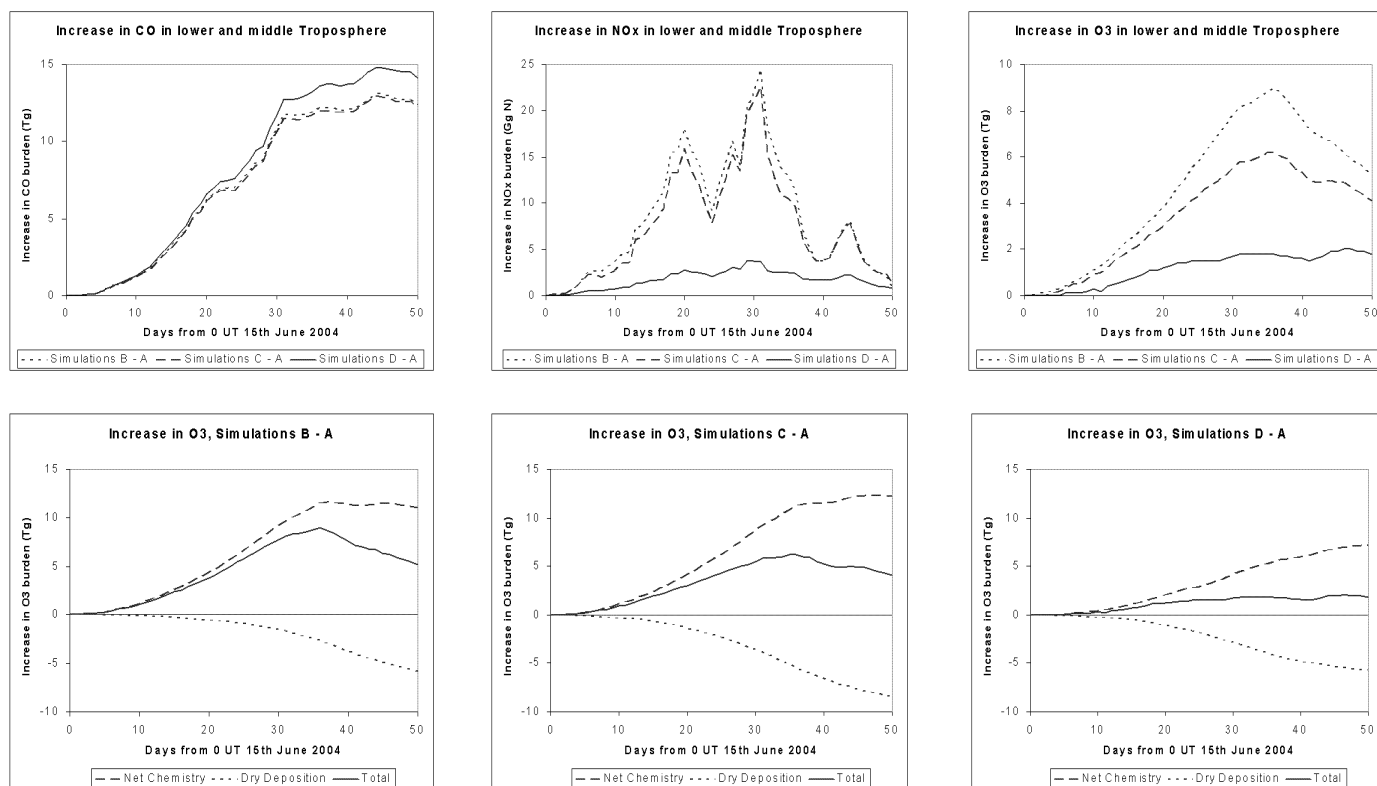 Increase in CO in lower and middle Troposphere
Increase in CO burden (Tg)
15
10
5
0
0 10 20 30 40 50
Days from 0 UT 15th June 2004
Simulations B - A Simulations C - A Simulations D - A
Increase in NOx in lower and middle Troposphere
Increase in NOx burden (Gg N)
25
20
15
10
5
0
0 10 20 30 40 50
Days from 0 UT 15th June 2004
Simulations B - A Simulations C - A Simulations D - A
Increase in O3 in lower and middle Troposphere
Increase in O3 burden (Tg)
10
8
6
4
2
0
0 10 20 30 40 50
Days from 0 UT 15th June 2004
Simulations B - A Simulations C - A Simulations D - A
Increase in O3, Simulations B - A
Increase in O3 burden (Tg)
15
10
5
0
-5
-10
0 10 20 30 40 50
Days from 0 UT 15th June 2004
Net Chemistry Dry Deposition Total
Increase in O3, Simulations C - A
Increase in O3 burden (Tg)
15
10
5
0
-5
-10
0 10 20 30 40 50
Days from 0 UT 15th June 2004
Net Chemistry Dry Deposition Total
Increase in O3, Simulations D - A
Increase in O3 burden (Tg)
15
10
5
0
-5
-10
0 10 20 30 40 50
Days from 0 UT 15th June 2004
Net Chemistry Dry Deposition Total